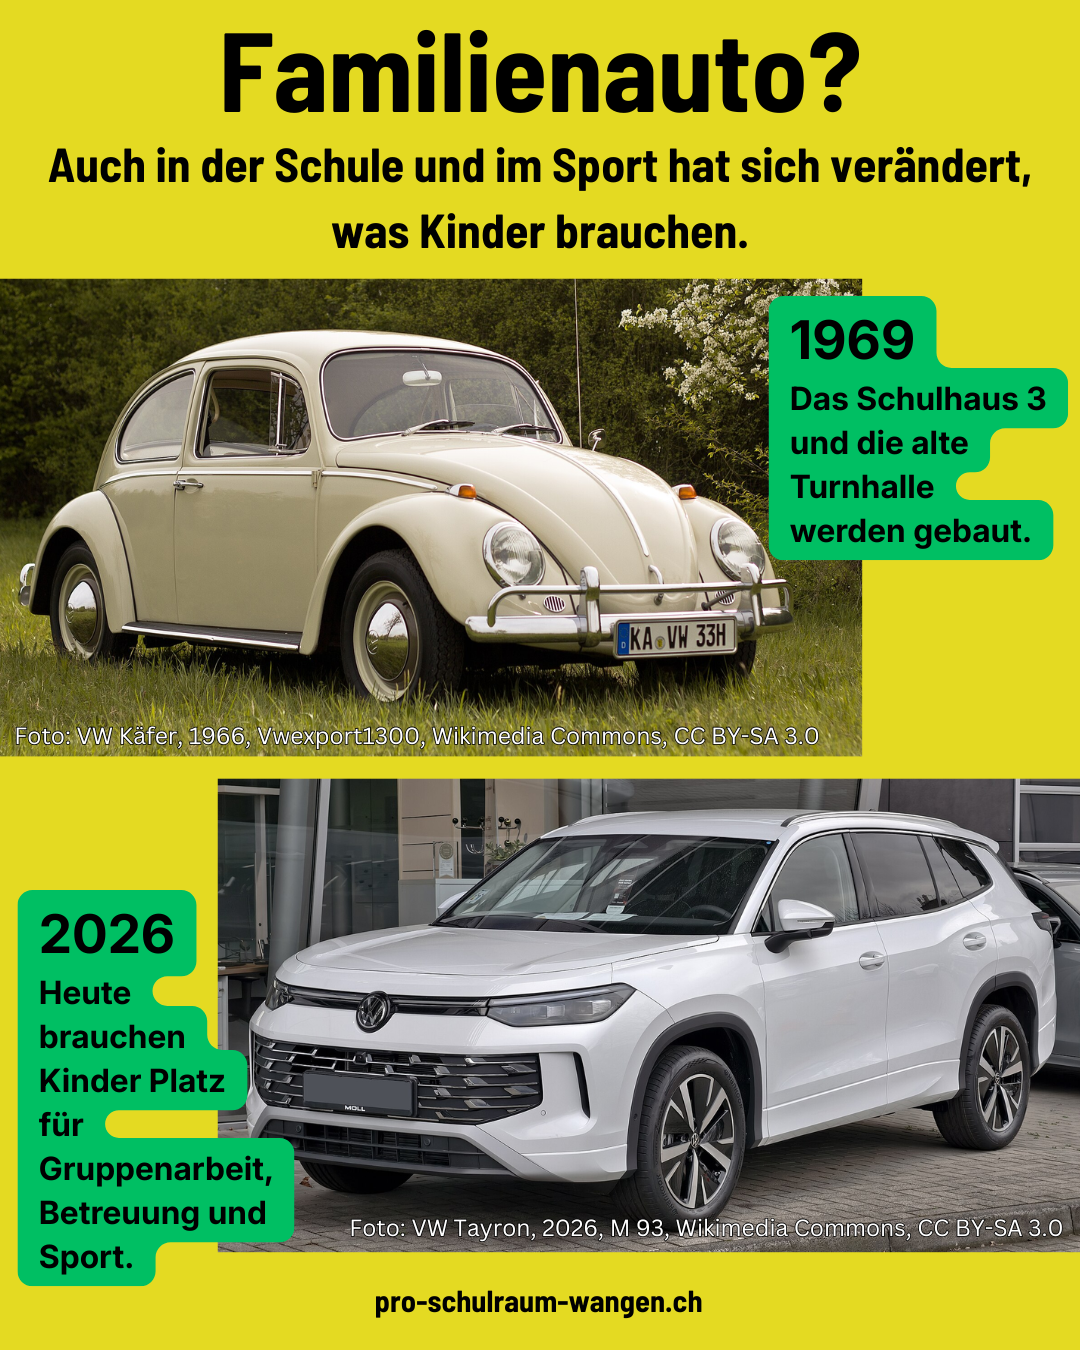 Familienauto?
Auch in der Schule und im Sport hat sich verändert,
was Kinder brauchen.
1969
Das Schulhaus 3
und die alte
Turnhalle
werden gebaut.
KA VW 33H
D
Foto: VW Käfer, 1966, Vwexport1300, Wikimedia Commons, CC BY-SA 3.0
2026
Heute
brauchen
Kinder Platz
für
Gruppenarbeit,
Betreuung und
Sport.
MOLL
Foto: VW Tayron, 2026, M 93, Wikimedia Commons, CC BY-SA 3.0
pro-schulraum-wangen.ch